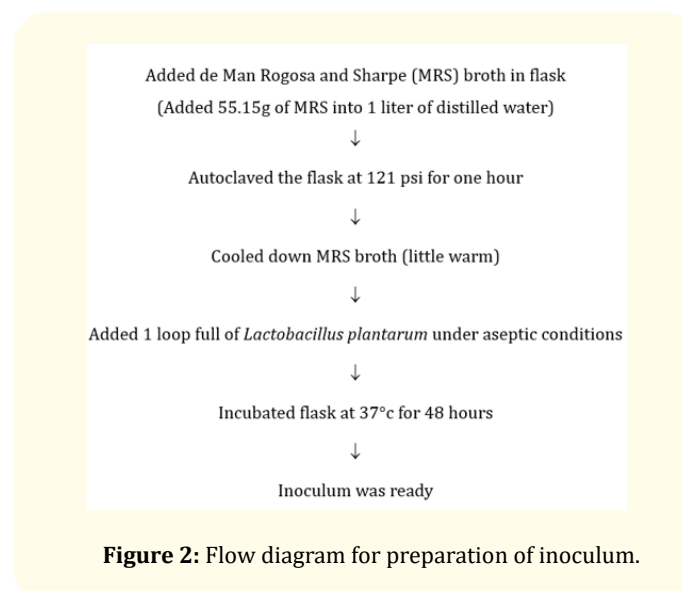 Added de Man Rogosa and Sharpe (MRS) broth in flask
(Added 55.15g of MRS into 1 liter of distilled water)
↓
Autoclaved the flask at 121 psi for one hour
↓
Cooled down MRS broth (little warm)
↓
Added 1 loop full of Lactobacillus plantarum under aseptic conditions
↓
Incubated flask at 37°c for 48 hours
↓
Inoculum was ready
Figure 2: Flow diagram for preparation of inoculum.